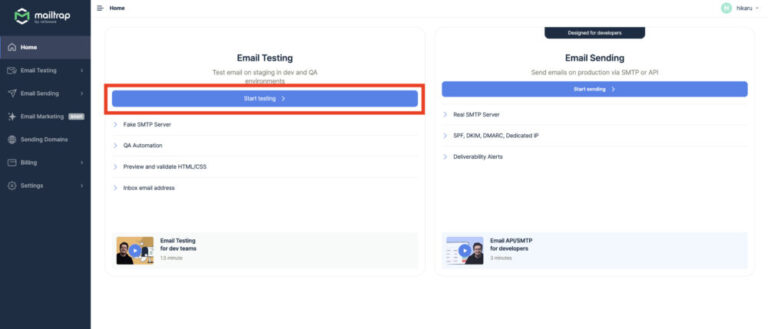 mailtrap
by railsware
Home
hikaru
Home
Email Testing
Email Sending
Email Marketing
Sending Domains
Billing
Settings
Email Testing
Test email on staging in dev and QA
environments
Start testing
Fake SMTP Server
QA Automation
Preview and validate HTML/CSS
Inbox email address
Email Testing
for dev teams
1.5 minute
Designed for developers
Email Sending
Send emails on production via SMTP or API
Start sending
Real SMTP Server
SPF, DKIM, DMARC, Dedicated IP
Deliverability Alerts
Email API/SMTP
for developers
3 minutes